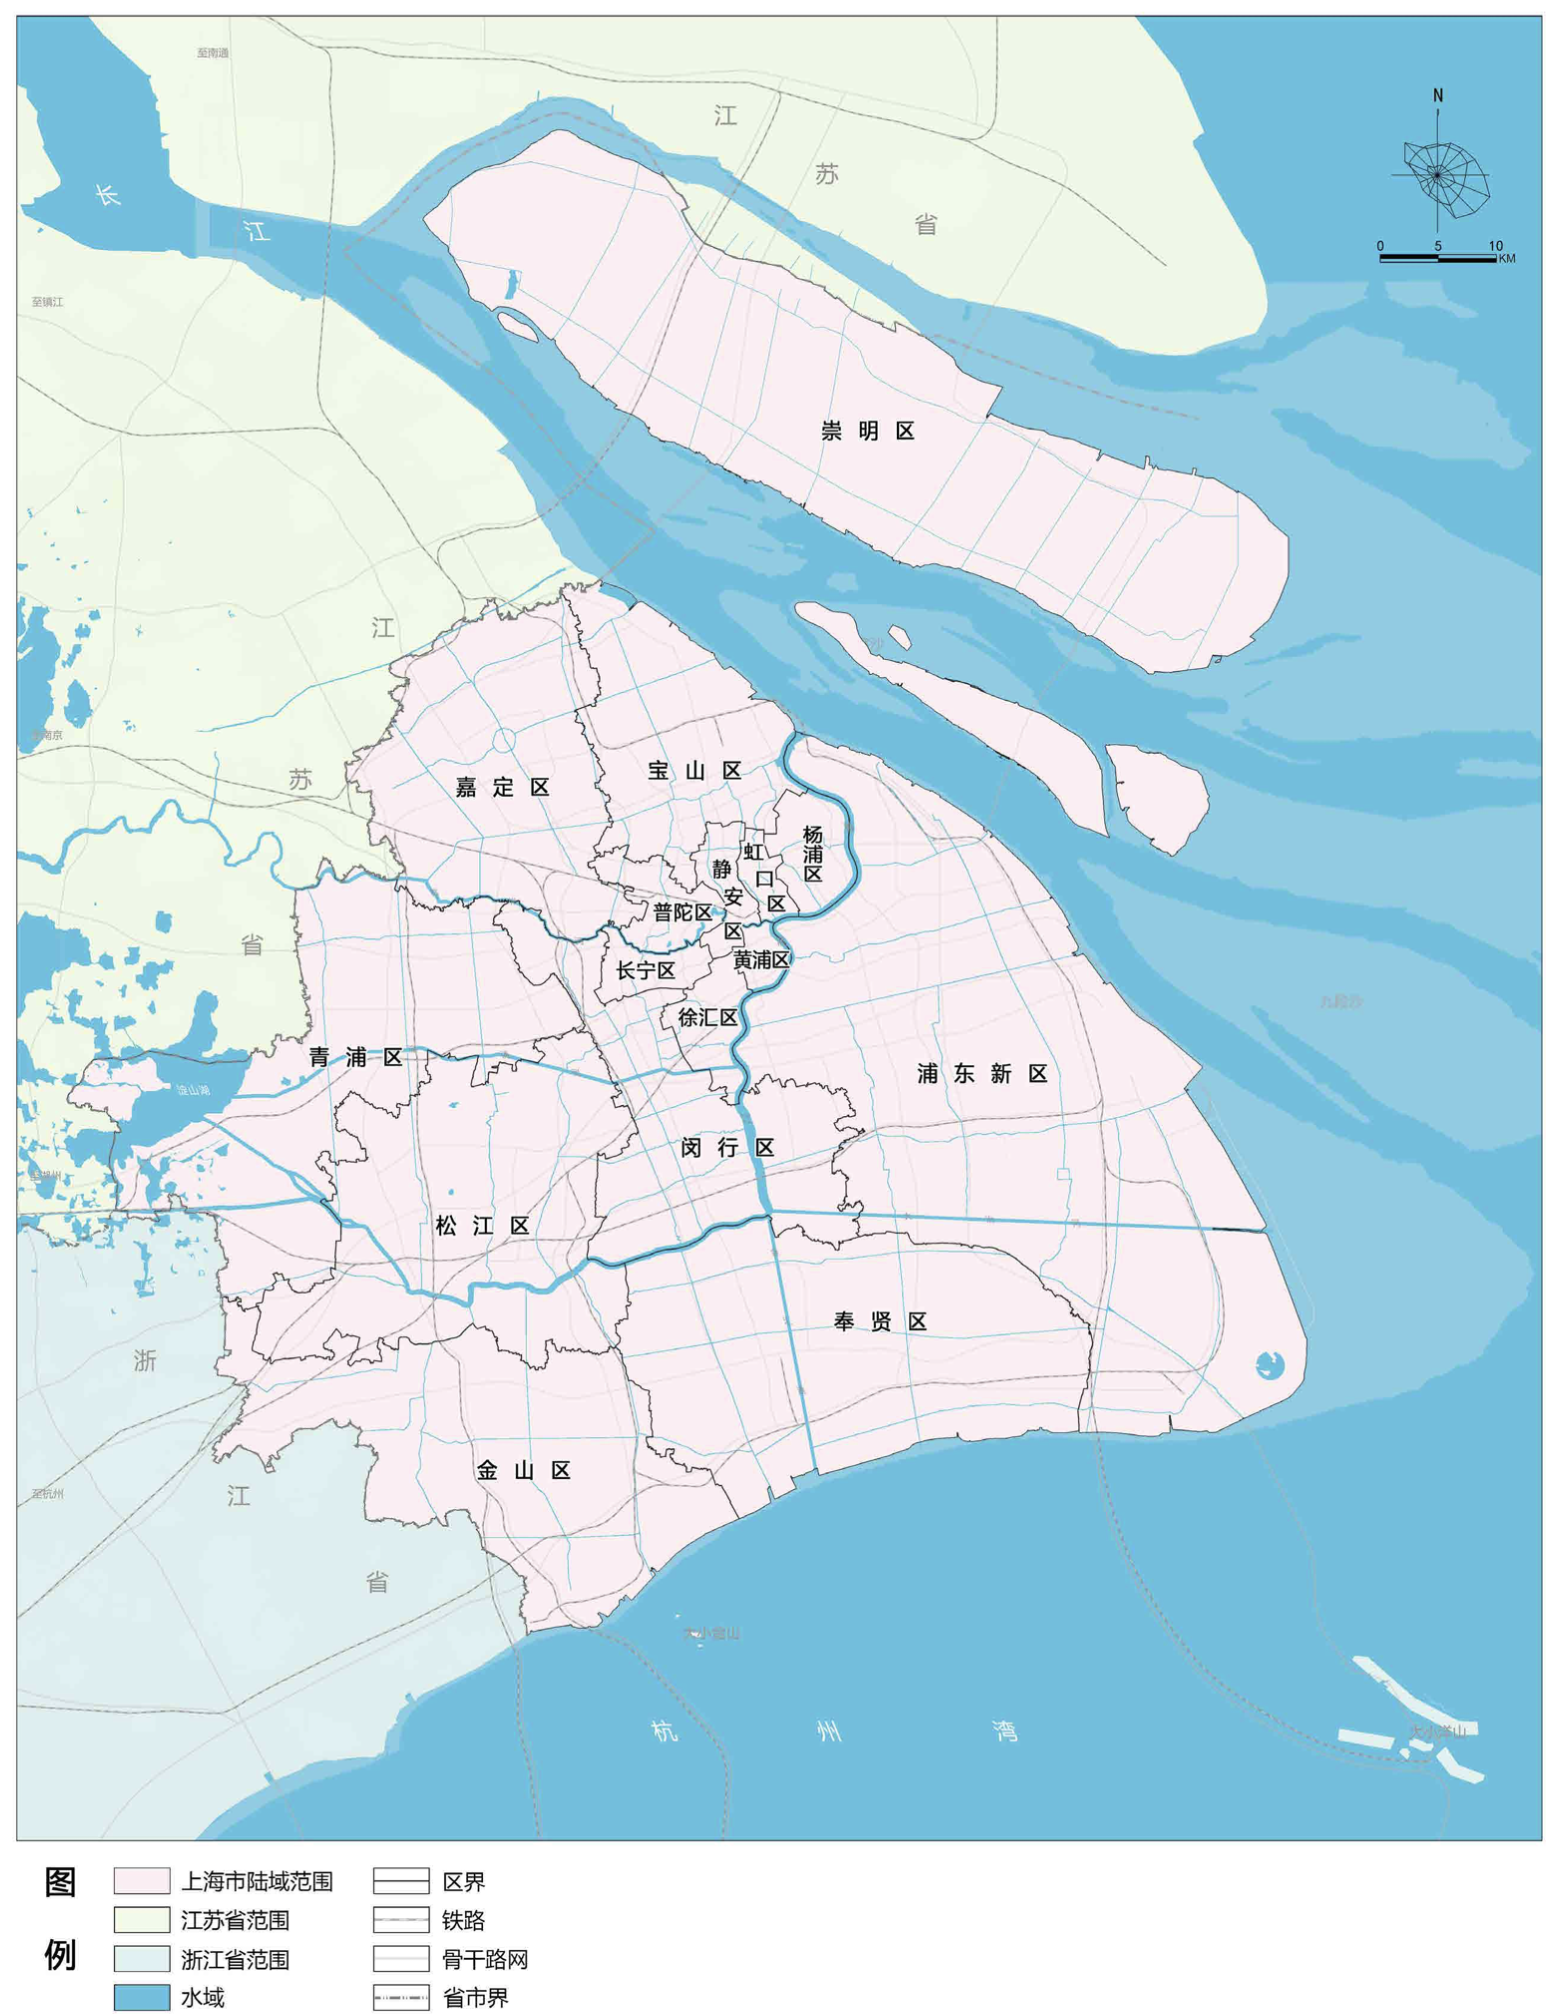 至南通
江
苏
省
N
0 5 10
KM
长
江
至镇江
崇明区
江
苏
省
嘉定区
宝山区
杨浦区
虹口区
静安区
普陀区
长宁区
黄浦区
徐汇区
九段沙
青浦区
淀山湖
浦东新区
闵行区
松江区
奉贤区
浙
江
省
金山区
至杭州
大小金山
杭州湾
大小洋山
图例
上海市陆域范围
江苏省范围
浙江省范围
水域
区界
铁路
骨干路网
省市界